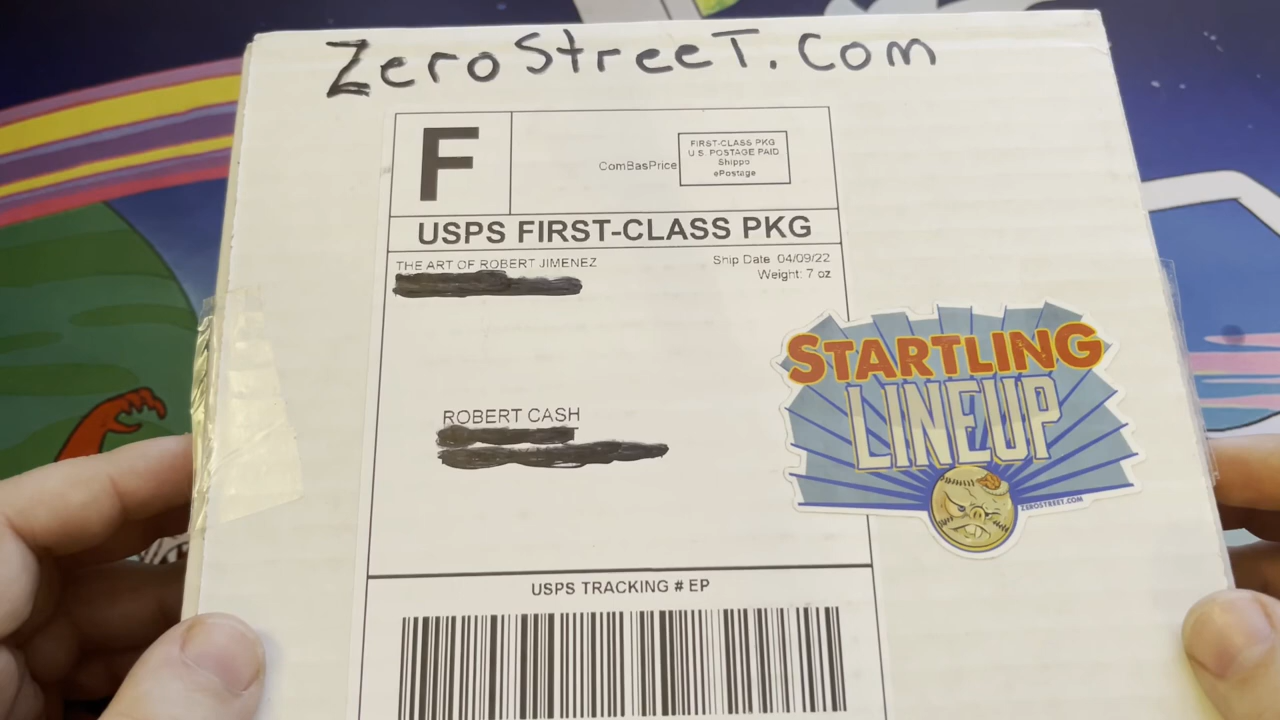 ZeroStreeT.Com
F
ComBasPrice
FIRST-CLASS PKG
U.S. POSTAGE PAID
Shippo
ePostage
USPS FIRST-CLASS PKG
THE ART OF ROBERT JIMENEZ
Ship Date 04/09/22
Weight: 7 oz
ROBERT CASH
STARTLING
LINEUP
ZEROSTREET.COM
USPS TRACKING # EP